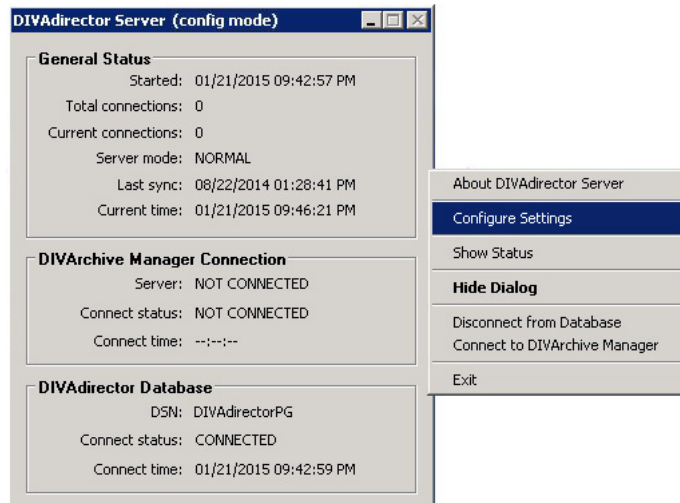 DIVAdirector Server (config mode)
General Status
Started: 01/21/2015 09:42:57 PM
Total connections: 0
Current connections: 0
Server mode: NORMAL
Last sync: 08/22/2014 01:28:41 PM
Current time: 01/21/2015 09:46:21 PM
DIVArchive Manager Connection
Server: NOT CONNECTED
Connect status: NOT CONNECTED
Connect time: --:--:--
DIVAdirector Database
DSN: DIVAdirectorPG
Connect status: CONNECTED
Connect time: 01/21/2015 09:42:59 PM
About DIVAdirector Server
Configure Settings
Show Status
Hide Dialog
Disconnect from Database
Connect to DIVArchive Manager
Exit